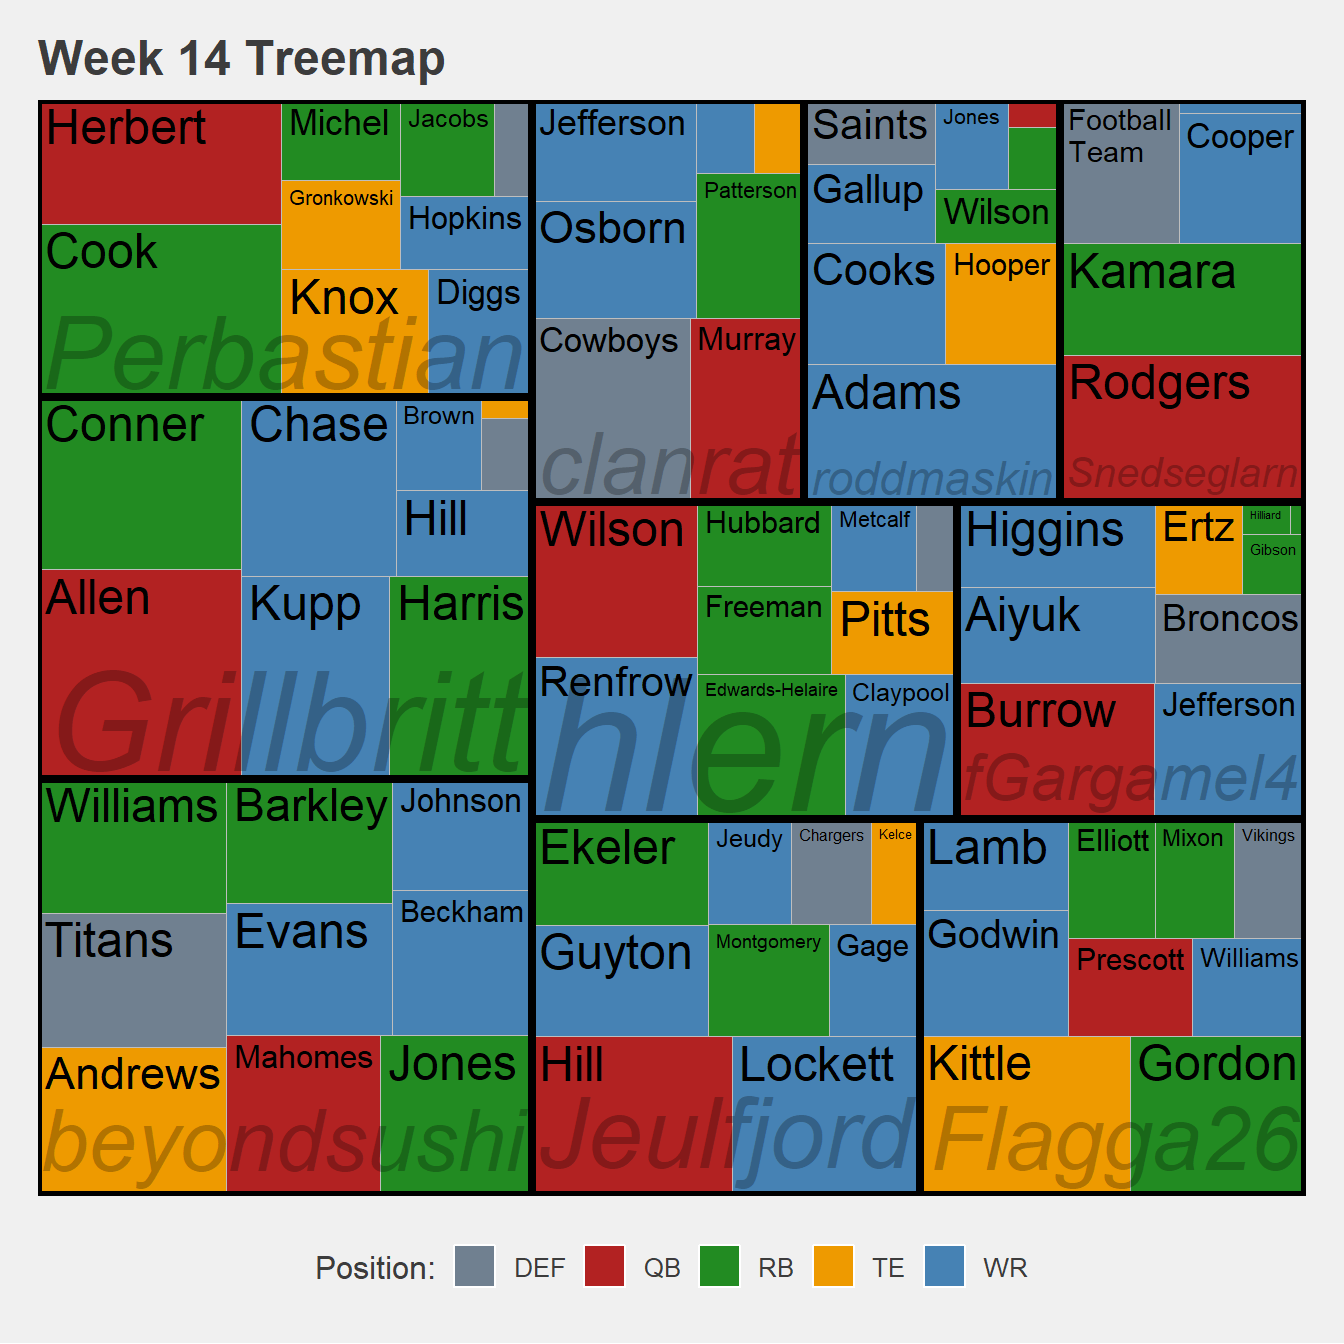 Week 14 Treemap
Herbert
Michel
Jacobs
Gronkowski
Hopkins
Cook
Knox
Diggs
Perbastian
Jefferson
Patterson
Osborn
Cowboys
Murray
clanrat
Saints
Jones
Gallup
Wilson
Cooks
Hooper
Adams
roddmaskin
Football
Team
Cooper
Kamara
Rodgers
Snedseglarn
Conner
Chase
Brown
Hill
Allen
Kupp
Harris
Grillbritt
Wilson
Hubbard
Metcalf
Freeman
Pitts
Renfrow
Edwards-Helaire
Claypool
hlern
Higgins
Ertz
Hilliard
Gibson
Aiyuk
Broncos
Burrow
Jefferson
fGargamel4
Williams
Barkley
Johnson
Titans
Evans
Beckham
Andrews
Mahomes
Jones
beyondsushi
Ekeler
Jeudy
Chargers
Kelce
Guyton
Montgomery
Gage
Hill
Lockett
Jeulfjord
Lamb
Elliott
Mixon
Vikings
Godwin
Prescott
Williams
Kittle
Gordon
Flagga26
Position: DEF QB RB TE WR